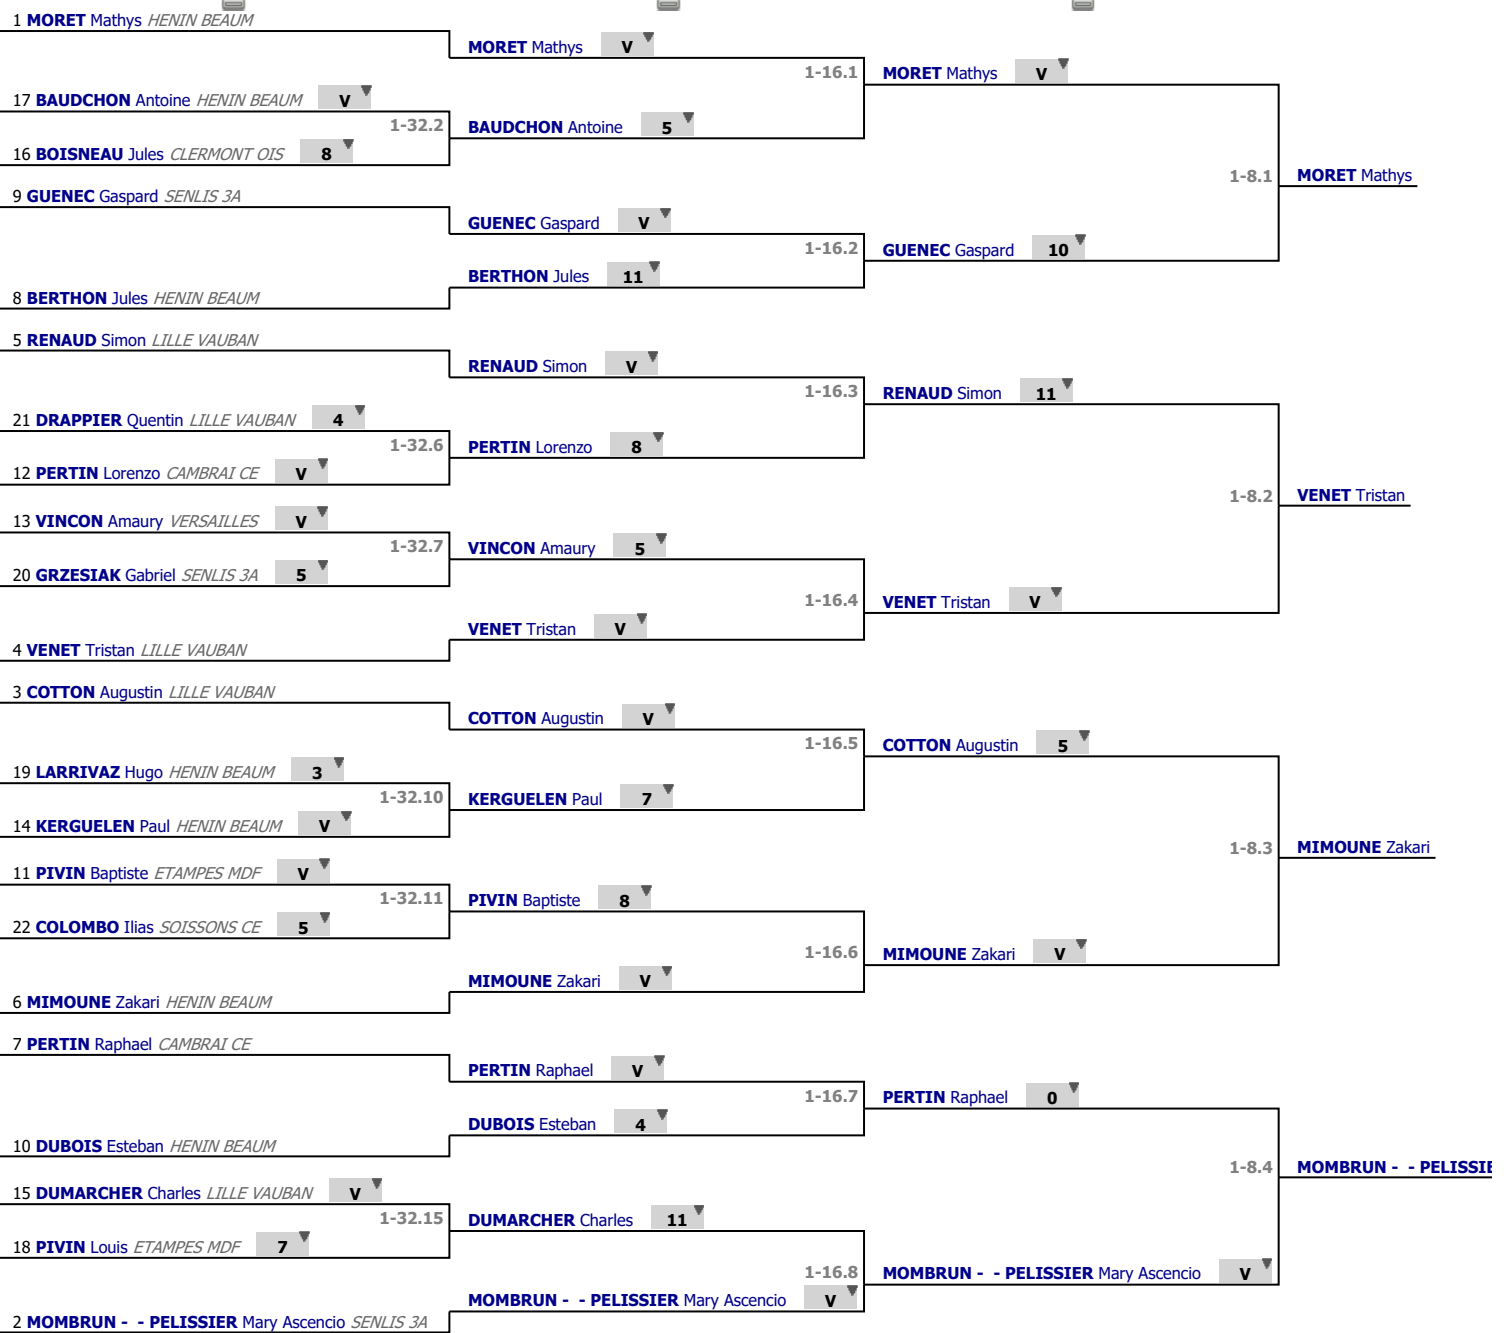 1 MORET Mathys HENIN BEAUM
MORET Mathys V
1-16.1
MORET Mathys V
17 BAUDCHON Antoine HENIN BEAUM V
1-32.2
BAUDCHON Antoine 5
16 BOISNEAU Jules CLERMONT OIS 8
1-8.1
MORET Mathys
9 GUENEC Gaspard SENLIS 3A
GUENEC Gaspard V
1-16.2
GUENEC Gaspard 10
BERTHON Jules 11
8 BERTHON Jules HENIN BEAUM
5 RENAUD Simon LILLE VAUBAN
RENAUD Simon V
1-16.3
RENAUD Simon 11
21 DRAPPIER Quentin LILLE VAUBAN 4
1-32.6
PERTIN Lorenzo 8
12 PERTIN Lorenzo CAMBRAI CE V
1-8.2
VENET Tristan
13 VINCON Amaury VERSAILLES V
1-32.7
VINCON Amaury 5
20 GRZESIAK Gabriel SENLIS 3A 5
1-16.4
VENET Tristan V
VENET Tristan V
4 VENET Tristan LILLE VAUBAN
3 COTTON Augustin LILLE VAUBAN
COTTON Augustin V
1-16.5
COTTON Augustin 5
19 LARRIVAZ Hugo HENIN BEAUM 3
1-32.10
KERGUELEN Paul 7
14 KERGUELEN Paul HENIN BEAUM V
1-8.3
MIMOUNE Zakari
11 PIVIN Baptiste ETAMPES MDF V
1-32.11
PIVIN Baptiste 8
22 COLOMBO Ilias SOISSONS CE 5
1-16.6
MIMOUNE Zakari V
MIMOUNE Zakari V
6 MIMOUNE Zakari HENIN BEAUM
7 PERTIN Raphael CAMBRAI CE
PERTIN Raphael V
1-16.7
PERTIN Raphael 0
DUBOIS Esteban 4
10 DUBOIS Esteban HENIN BEAUM
1-8.4
MOMBRUN - - PELISSIE
15 DUMARCHER Charles LILLE VAUBAN V
1-32.15
DUMARCHER Charles 11
18 PIVIN Louis ETAMPES MDF 7
1-16.8
MOMBRUN - - PELISSIER Mary Ascencio V
MOMBRUN - - PELISSIER Mary Ascencio V
2 MOMBRUN - - PELISSIER Mary Ascencio SENLIS 3A